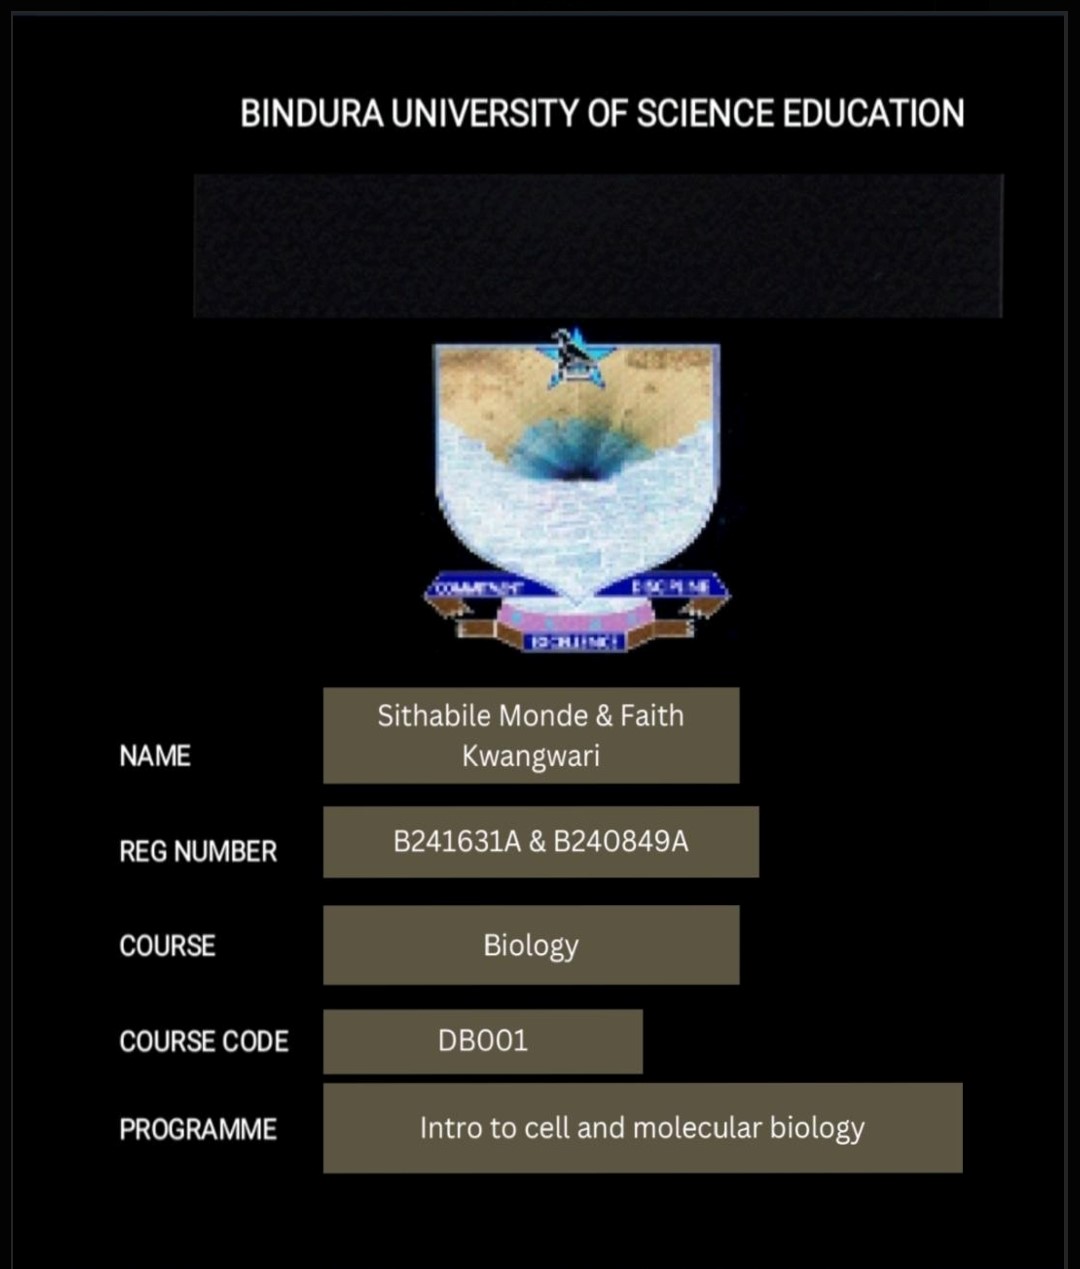 BINDURA UNIVERSITY OF SCIENCE EDUCATION
DISCIPLINE
EXCELLENCE
Sithabile Monde & Faith
Kwangwari
NAME
REG NUMBER
B241631A & B240849A
COURSE
Biology
COURSE CODE
DB001
PROGRAMME
Intro to cell and molecular biology